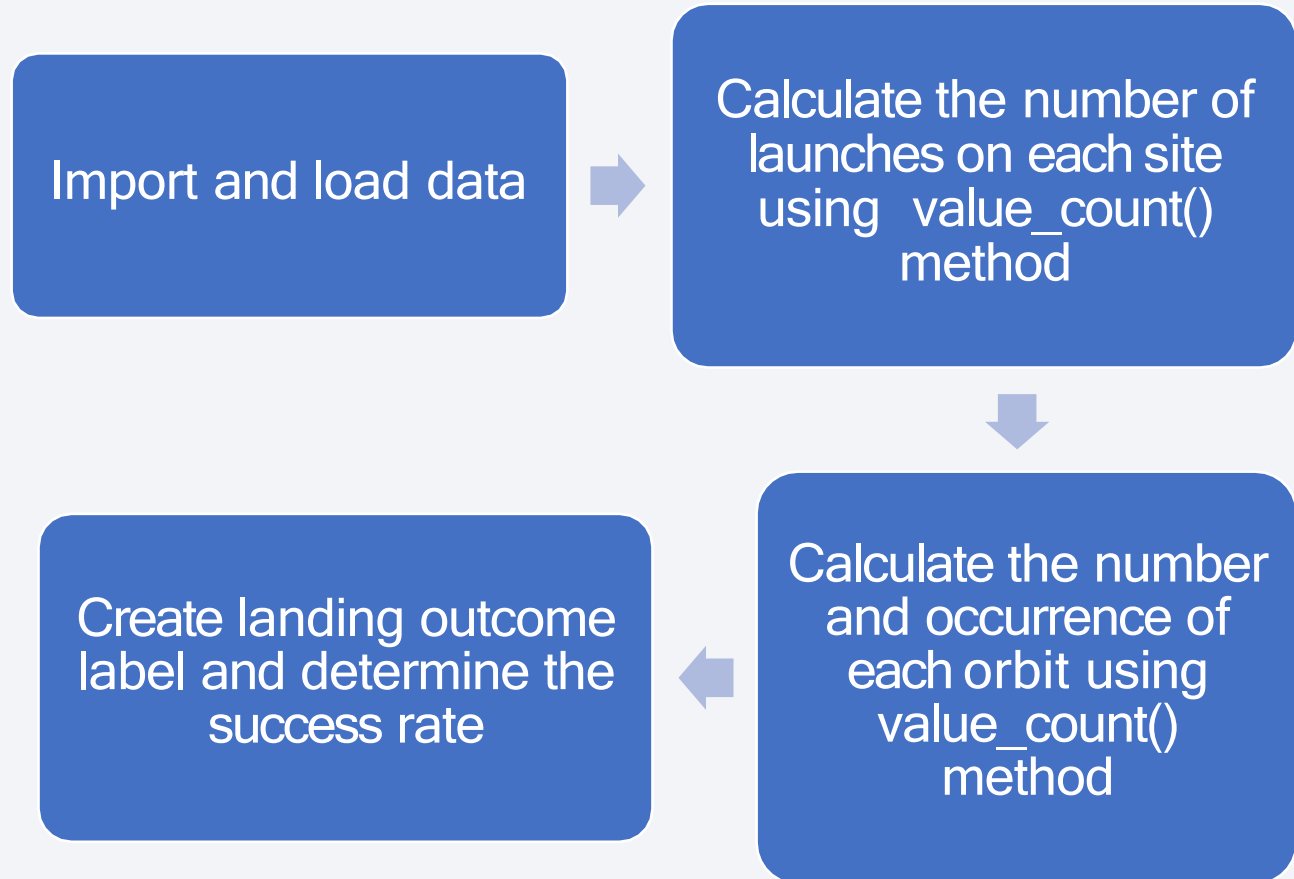 Import and load data
Calculate the number of
launches on each site
using value_count()
method
Calculate the number
and occurrence of
each orbit using
value_count()
method
Create landing outcome
label and determine the
success rate